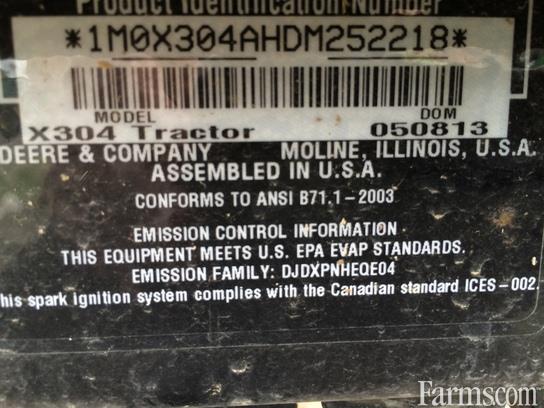 Product Identification Number
*1M0X304AHDM252218*
MODEL DOM
X304 Tractor 050813
DEERE & COMPANY MOLINE, ILLINOIS, U.S.A.
ASSEMBLED IN U.S.A.
CONFORMS TO ANSI B71.1-2003
EMISSION CONTROL INFORMATION
THIS EQUIPMENT MEETS U.S. EPA EVAP STANDARDS.
EMISSION FAMILY: DJDXPNHEQE04
his spark ignition system complies with the Canadian standard ICES-002.
Farmscom